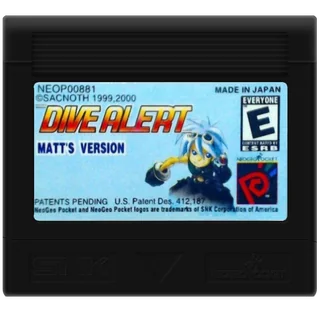 NEOP00881
©SACNOTH 1999,2000
MADE IN JAPAN
DIVE ALERT
MATT'S VERSION
EVERYONE
E
CONTENT RATED BY
ESRB
PATENTS PENDING U.S. Patent Des. 412,187
NeoGeo Pocket and NeoGeo Pocket logos are trademarks of SNK Corporation of America
SNK